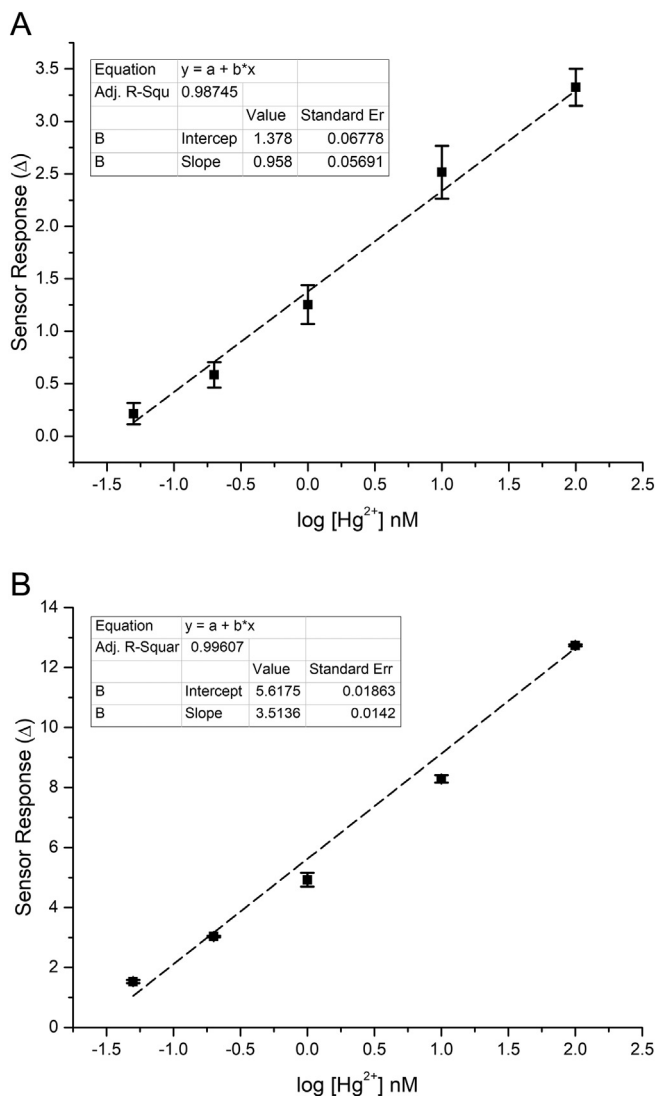 A
Equation y = a + b*x
Adj. R-Squ 0.98745
Value Standard Er
B Intercep 1.378 0.06778
B Slope 0.958 0.05691
3.5
3.0
2.5
2.0
1.5
1.0
0.5
0.0
Sensor Response (Δ)
-1.5 -1.0 -0.5 0.0 0.5 1.0 1.5 2.0 2.5
log [Hg²⁺] nM
B
Equation y = a + b*x
Adj. R-Squar 0.99607
Value Standard Err
B Intercept 5.6175 0.01863
B Slope 3.5136 0.0142
14
12
10
8
6
4
2
0
Sensor Response (Δ)
-1.5 -1.0 -0.5 0.0 0.5 1.0 1.5 2.0 2.5
log [Hg²⁺] nM